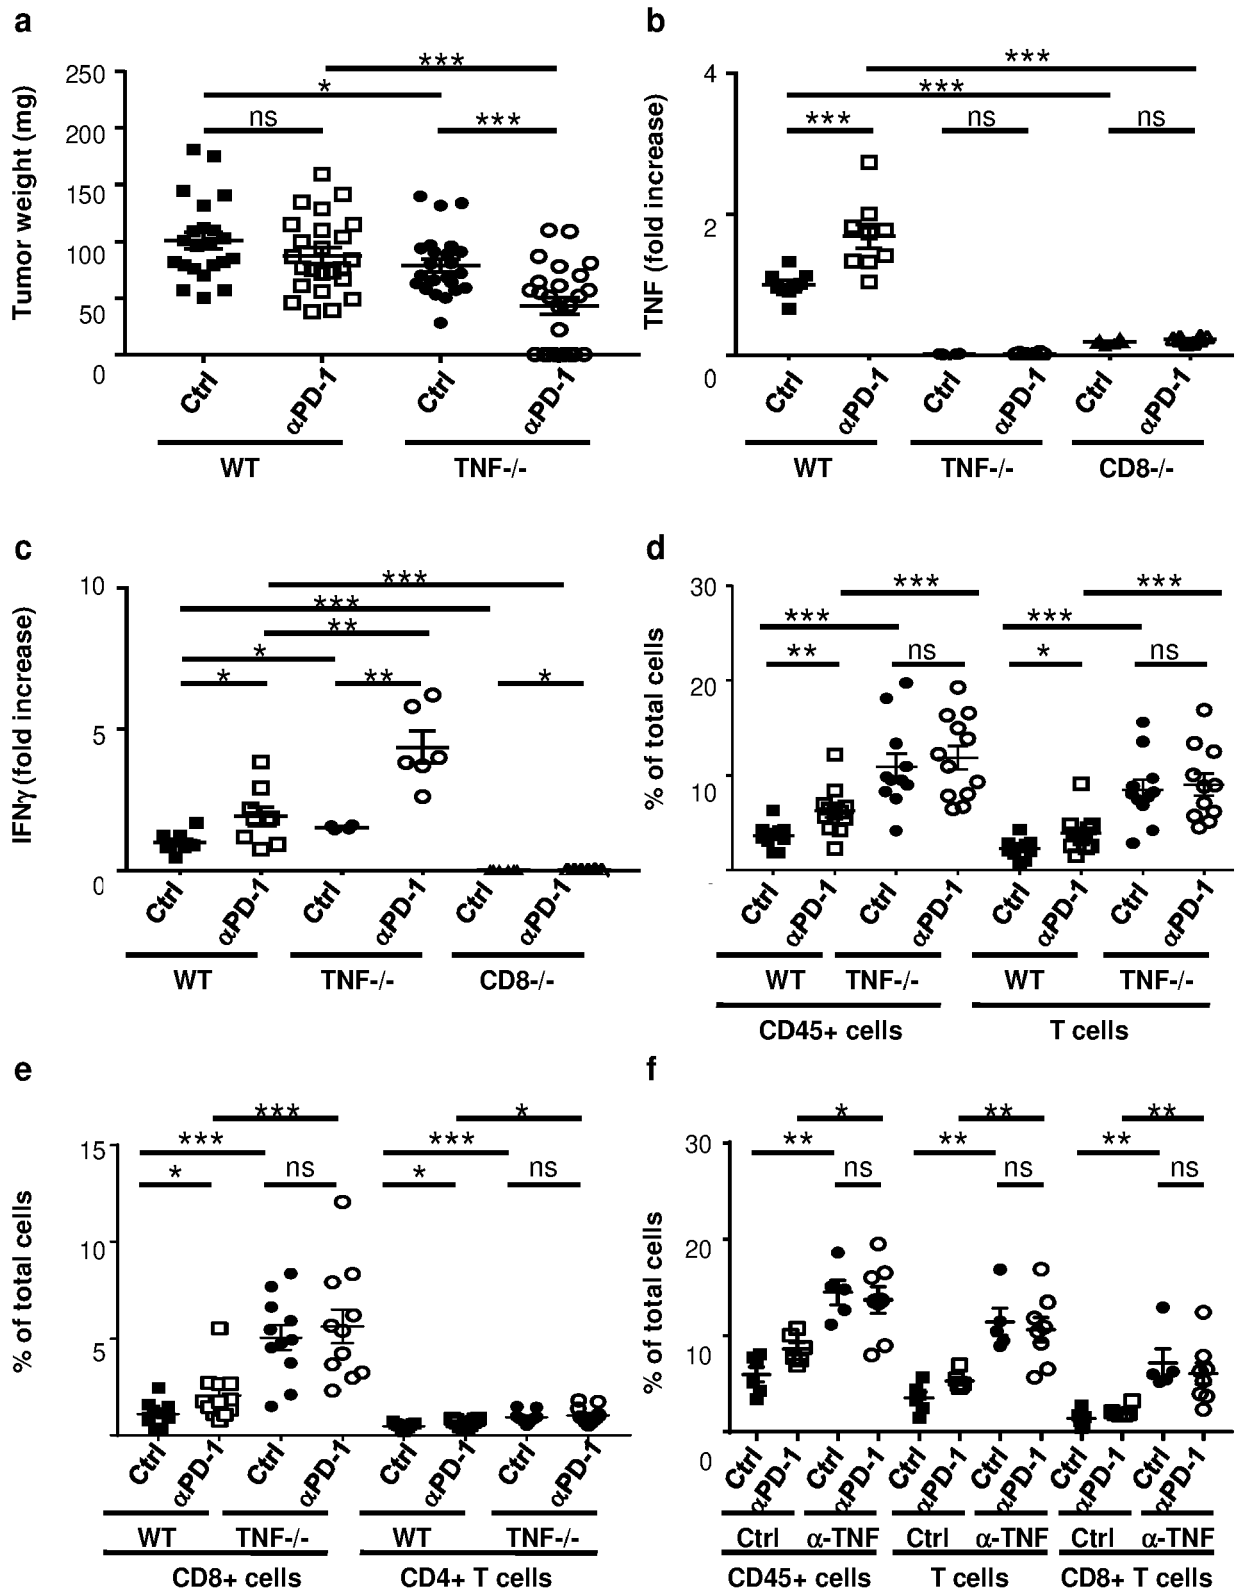 a
Tumor weight (mg)
250
200
150
100
50
0
***
*
ns
***
Ctrl
αPD-1
Ctrl
αPD-1
WT
TNF-/-
b
TNF (fold increase)
4
2
0
***
***
***
ns
ns
Ctrl
αPD-1
Ctrl
αPD-1
Ctrl
αPD-1
WT
TNF-/-
CD8-/-
c
IFNγ (fold increase)
10
5
0
***
***
**
*
*
**
*
Ctrl
αPD-1
Ctrl
αPD-1
Ctrl
αPD-1
WT
TNF-/-
CD8-/-
d
% of total cells
30
20
10
-
***
***
***
***
**
ns
*
ns
Ctrl
αPD-1
Ctrl
αPD-1
Ctrl
αPD-1
Ctrl
αPD-1
WT
TNF-/-
WT
TNF-/-
CD45+ cells
T cells
e
% of total cells
15
10
5
***
*
***
***
*
ns
*
ns
Ctrl
αPD-1
Ctrl
αPD-1
Ctrl
αPD-1
Ctrl
αPD-1
WT
TNF-/-
WT
TNF-/-
CD8+ cells
CD4+ T cells
f
% of total cells
30
20
10
0
*
**
**
**
**
**
ns
ns
ns
Ctrl
αPD-1
Ctrl
αPD-1
Ctrl
αPD-1
Ctrl
αPD-1
Ctrl
αPD-1
Ctrl
αPD-1
Ctrl
α-TNF
Ctrl
α-TNF
Ctrl
α-TNF
CD45+ cells
T cells
CD8+ T cells